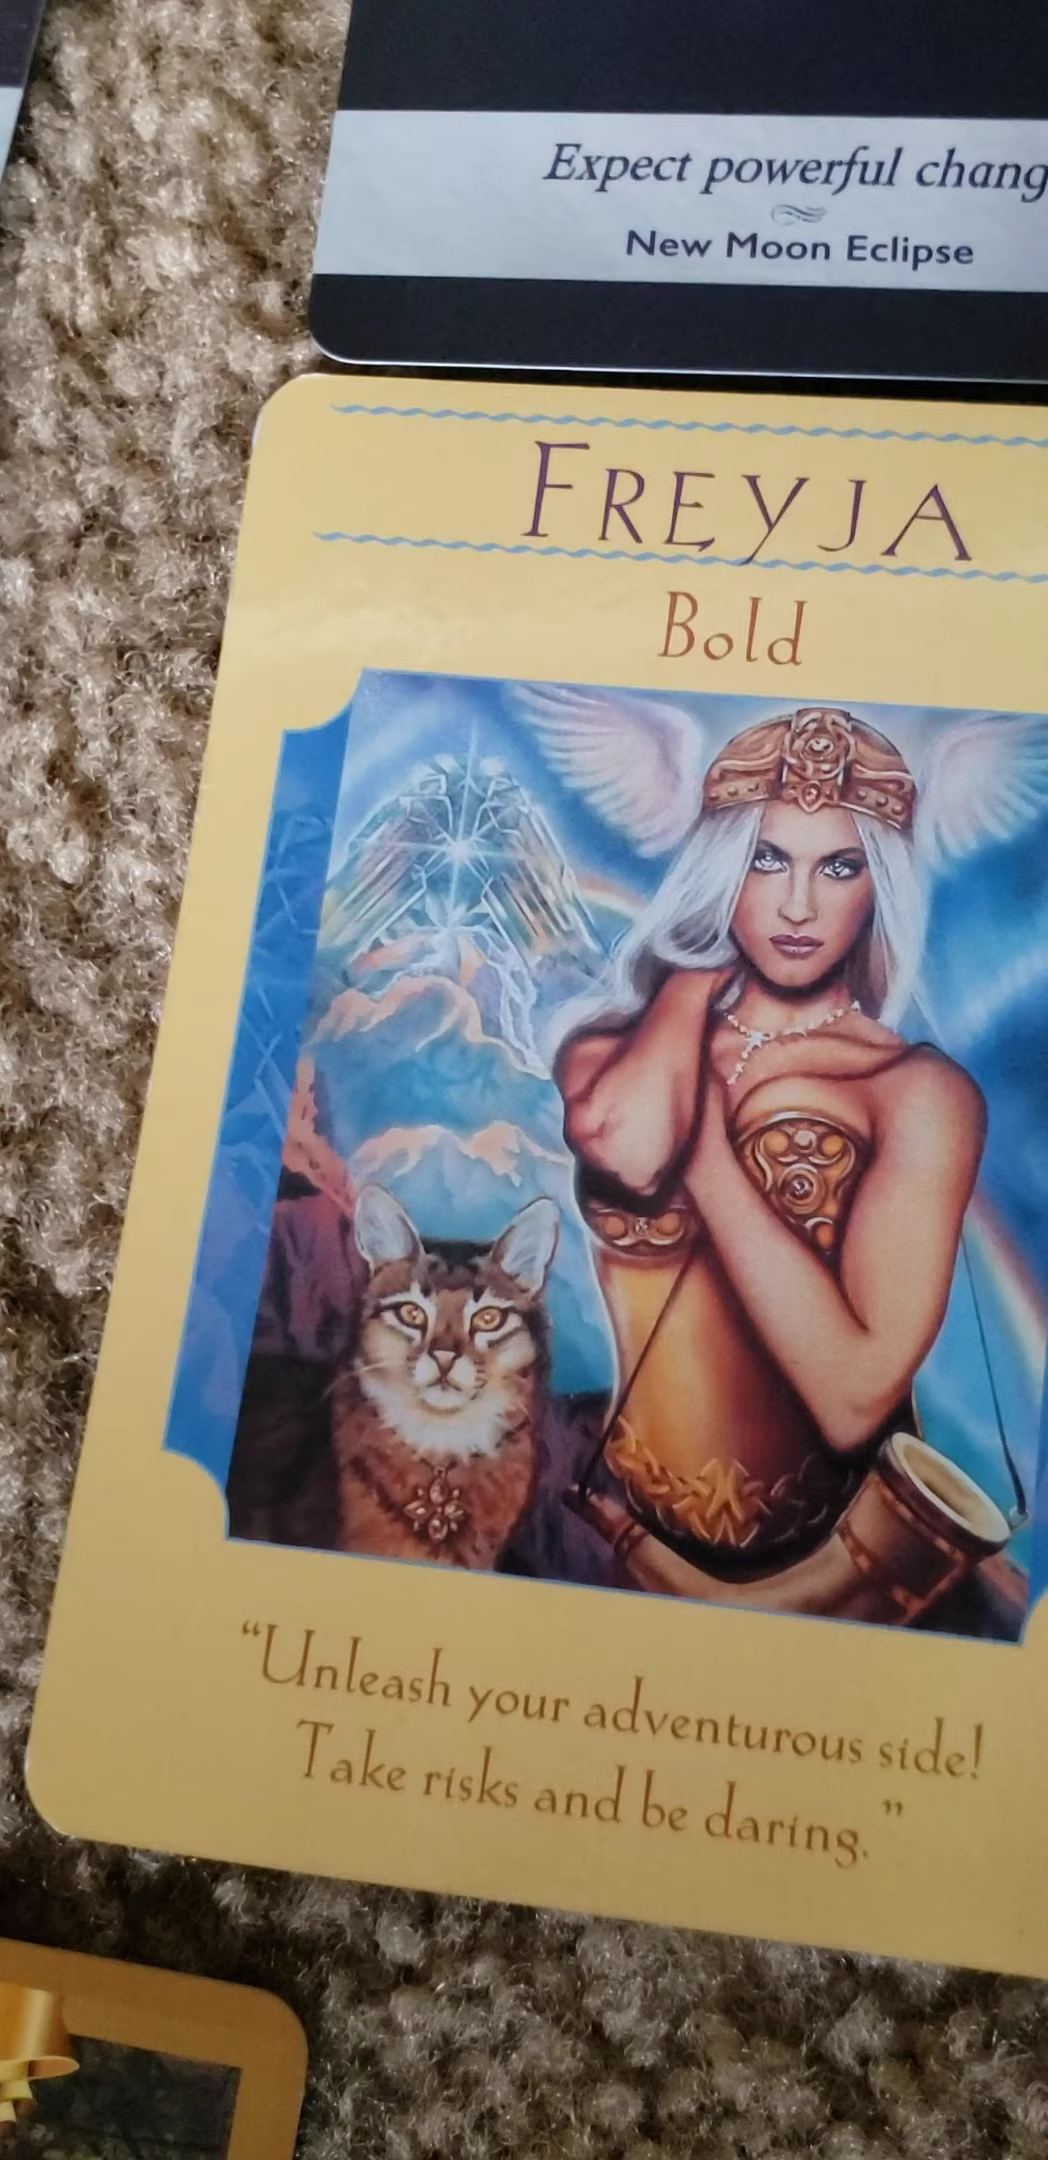 Expect powerful chang
New Moon Eclipse
FREYJA
Bold
“Unleash your adventurous side!
Take risks and be daring.”